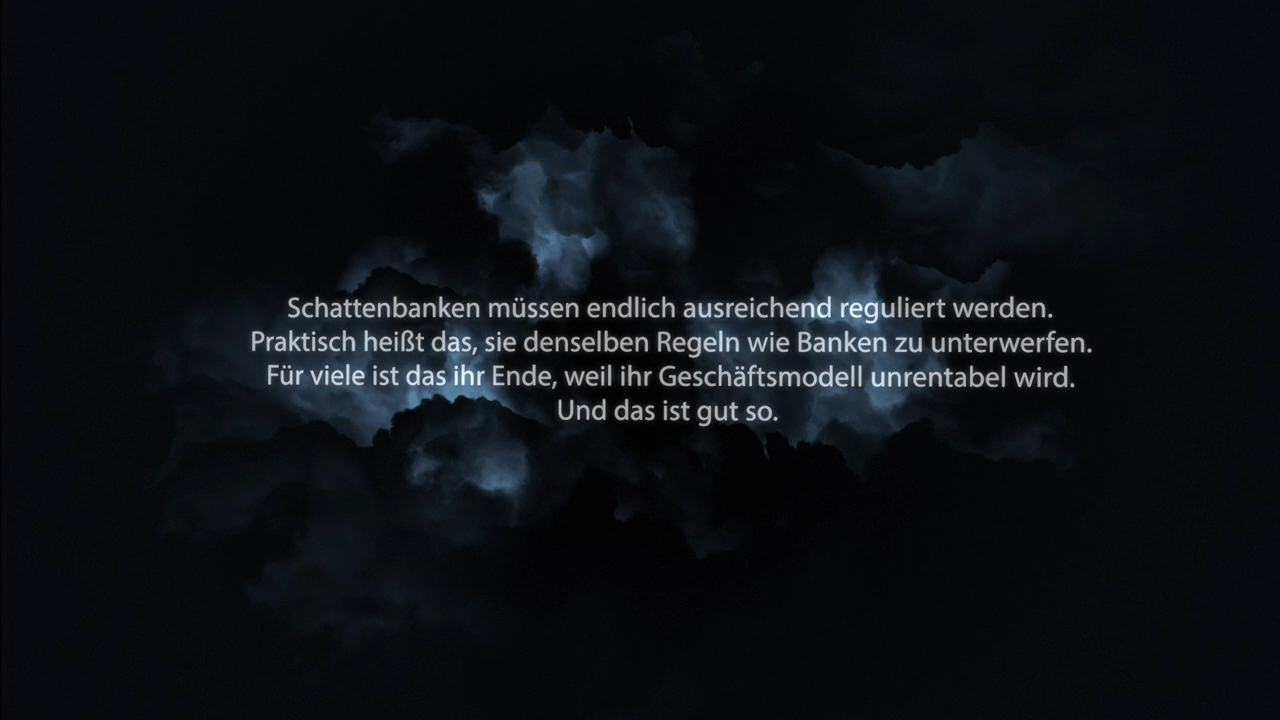 Schattenbanken müssen endlich ausreichend reguliert werden.
Praktisch heißt das, sie denselben Regeln wie Banken zu unterwerfen.
Für viele ist das ihr Ende, weil ihr Geschäftsmodell unrentabel wird.
Und das ist gut so.